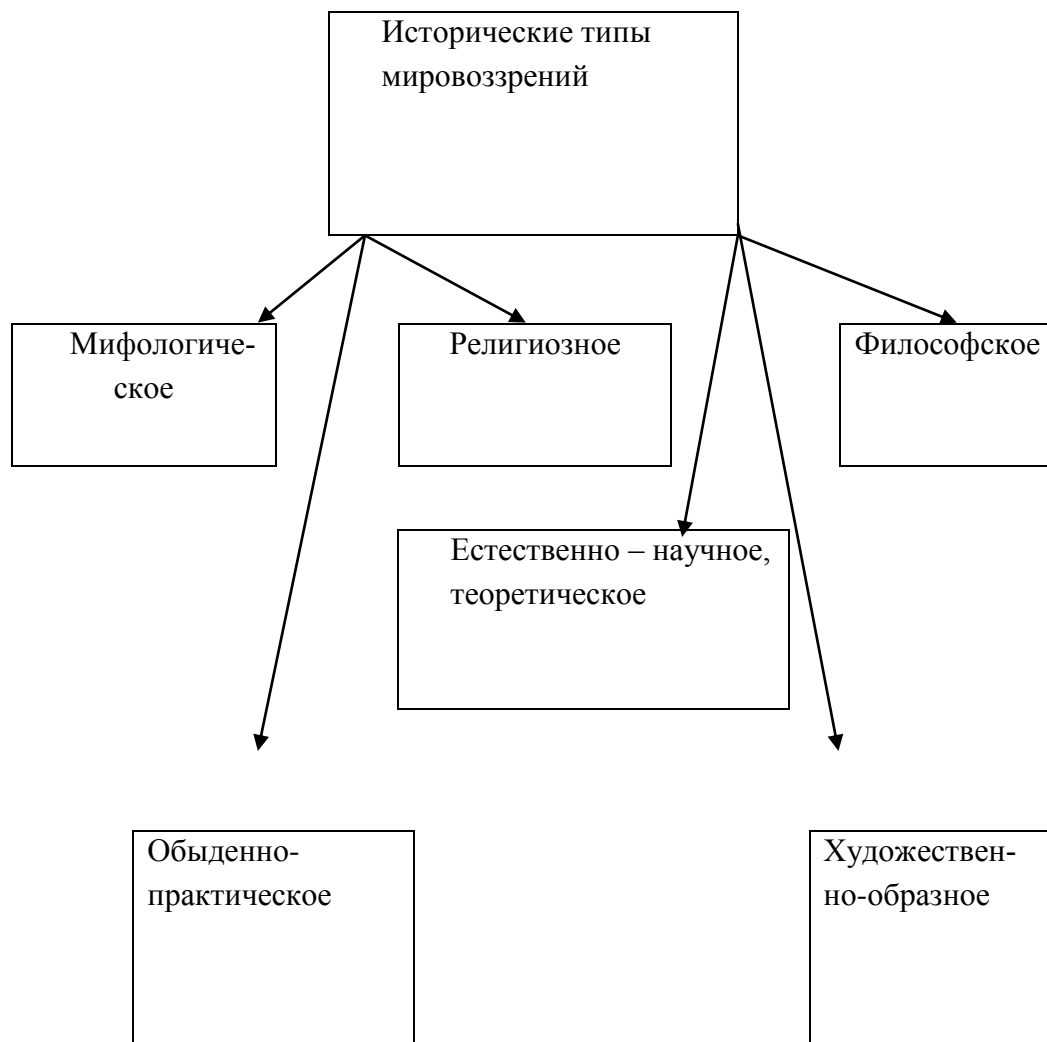 Исторические типы
мировоззрений
Мифологиче-
ское
Религиозное
Философское
Естественно – научное,
теоретическое
Обыденно-
практическое
Художествен-
но-образное